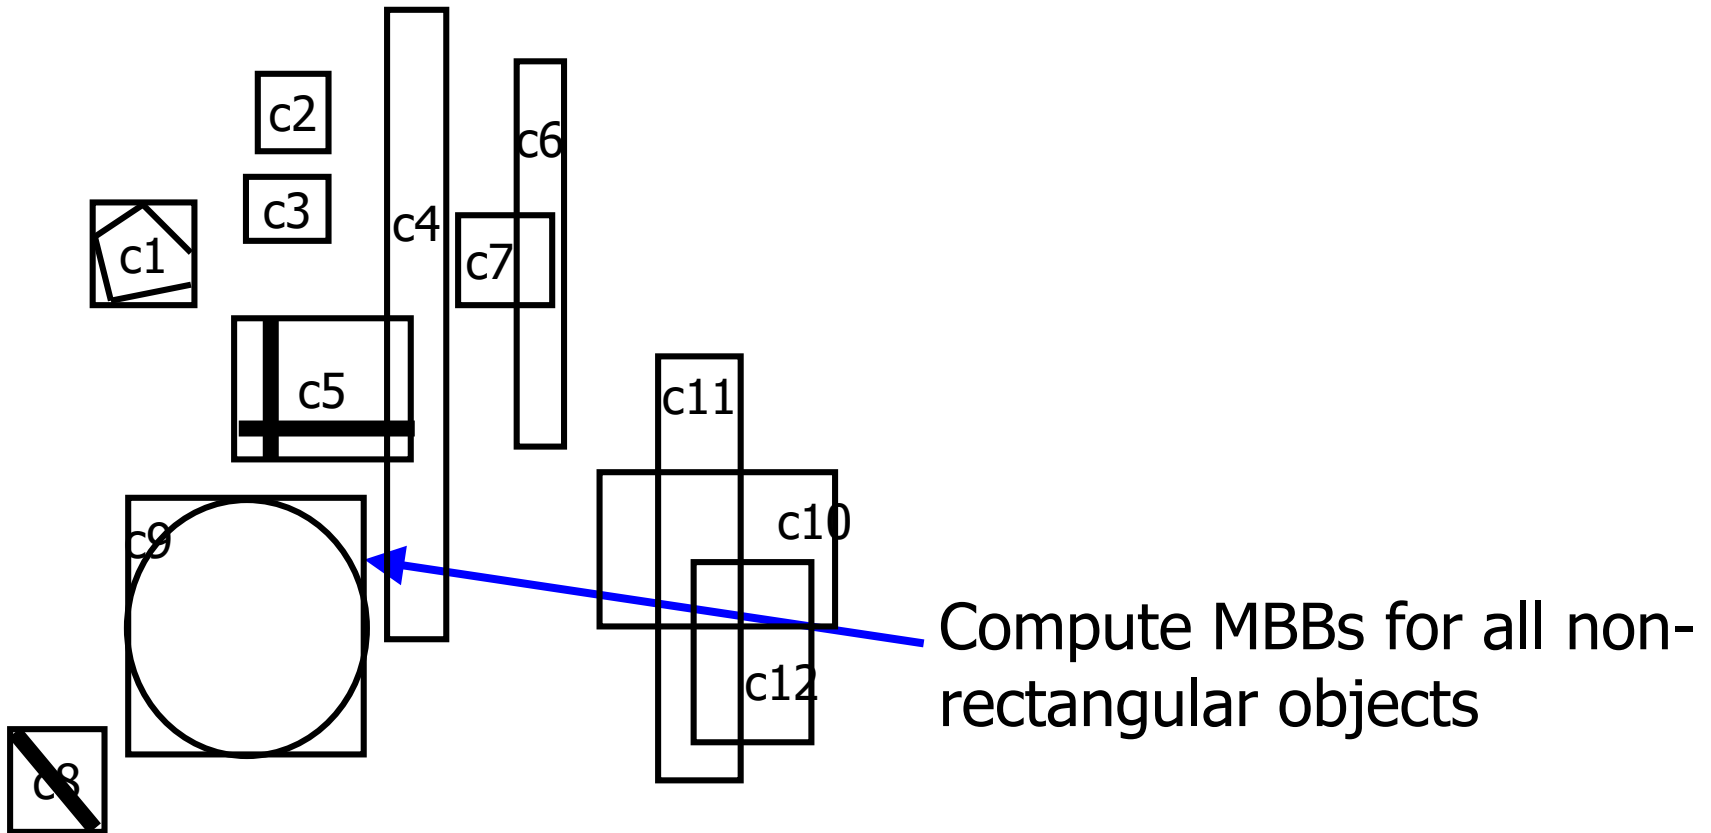 c2
c6
c3
c4
c1
c7
c5
c11
c10
c9
Compute MBBs for all non-
rectangular objects
c12
c8